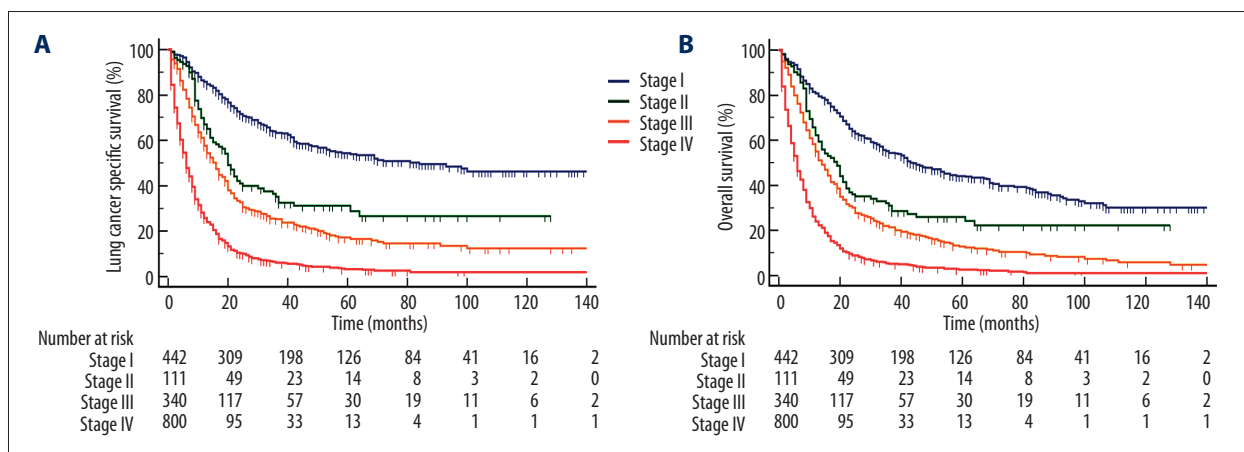 A
Lung cancer specific survival (%)
100
80
60
40
20
0
0 20 40 60 80 100 120 140
Time (months)
Number at risk
Stage I 442 309 198 126 84 41 16 2
Stage II 111 49 23 14 8 3 2 0
Stage III 340 117 57 30 19 11 6 2
Stage IV 800 95 33 13 4 1 1 1
Stage I
Stage II
Stage III
Stage IV
B
Overall survival (%)
100
80
60
40
20
0
0 20 40 60 80 100 120 140
Time (months)
Number at risk
Stage I 442 309 198 126 84 41 16 2
Stage II 111 49 23 14 8 3 2 0
Stage III 340 117 57 30 19 11 6 2
Stage IV 800 95 33 13 4 1 1 1